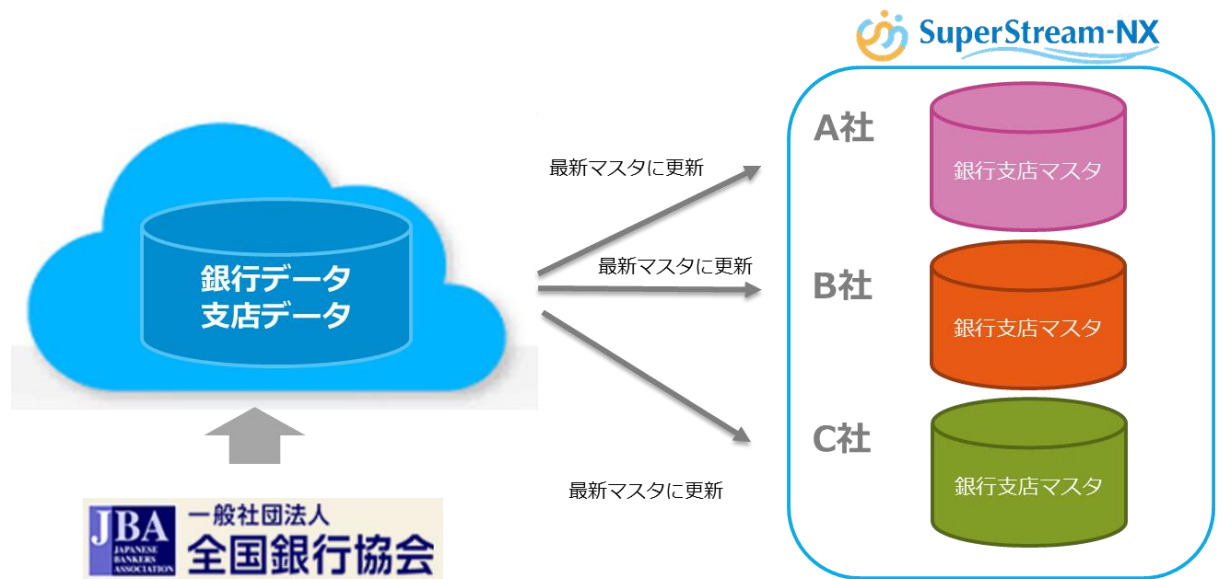 SuperStream-NX
A社
銀行支店マスタ
最新マスタに更新
最新マスタに更新
B社
銀行支店マスタ
銀行データ
支店データ
C社
銀行支店マスタ
最新マスタに更新
JBA
JAPANESE
BANKERS
ASSOCIATION
一般社団法人
全国銀行協会